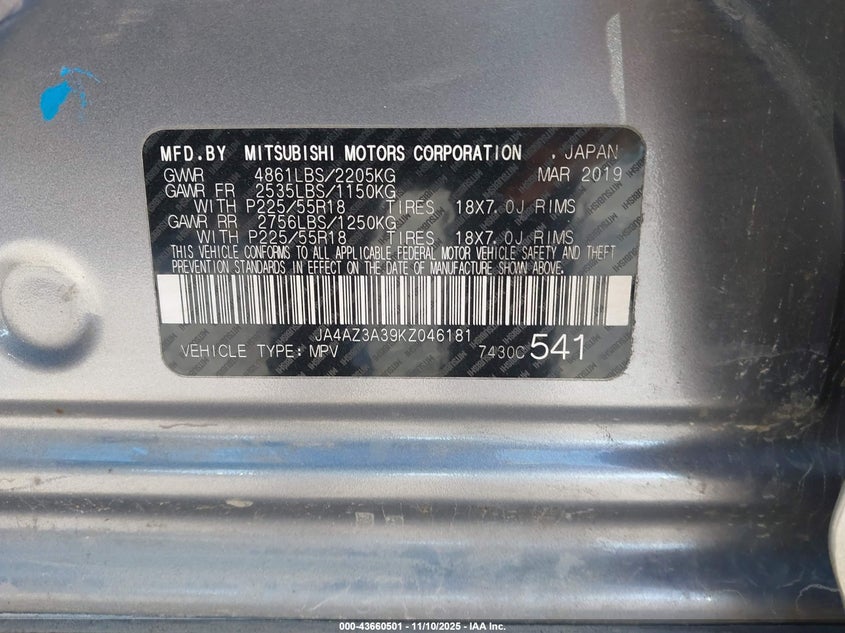 MFD.BY MITSUBISHI MOTORS CORPORATION , JAPAN
GVWR 4861LBS/2205KG MAR 2019
GAWR FR 2535LBS/1150KG
WITH P225/55R18 TIRES 18X7.0J RIMS
GAWR RR 2756LBS/1250KG
WITH P225/55R18 TIRES 18X7.0J RIMS
THIS VEHICLE CONFORMS TO ALL APPLICABLE FEDERAL MOTOR VEHICLE SAFETY AND THEFT
PREVENTION STANDARDS IN EFFECT ON THE DATE OF MANUFACTURE SHOWN ABOVE.
JA4AZ3A39KZ046181
VEHICLE TYPE: MPV 7430C 541
000-43660501 - 11/10/2025 - IAA Inc.